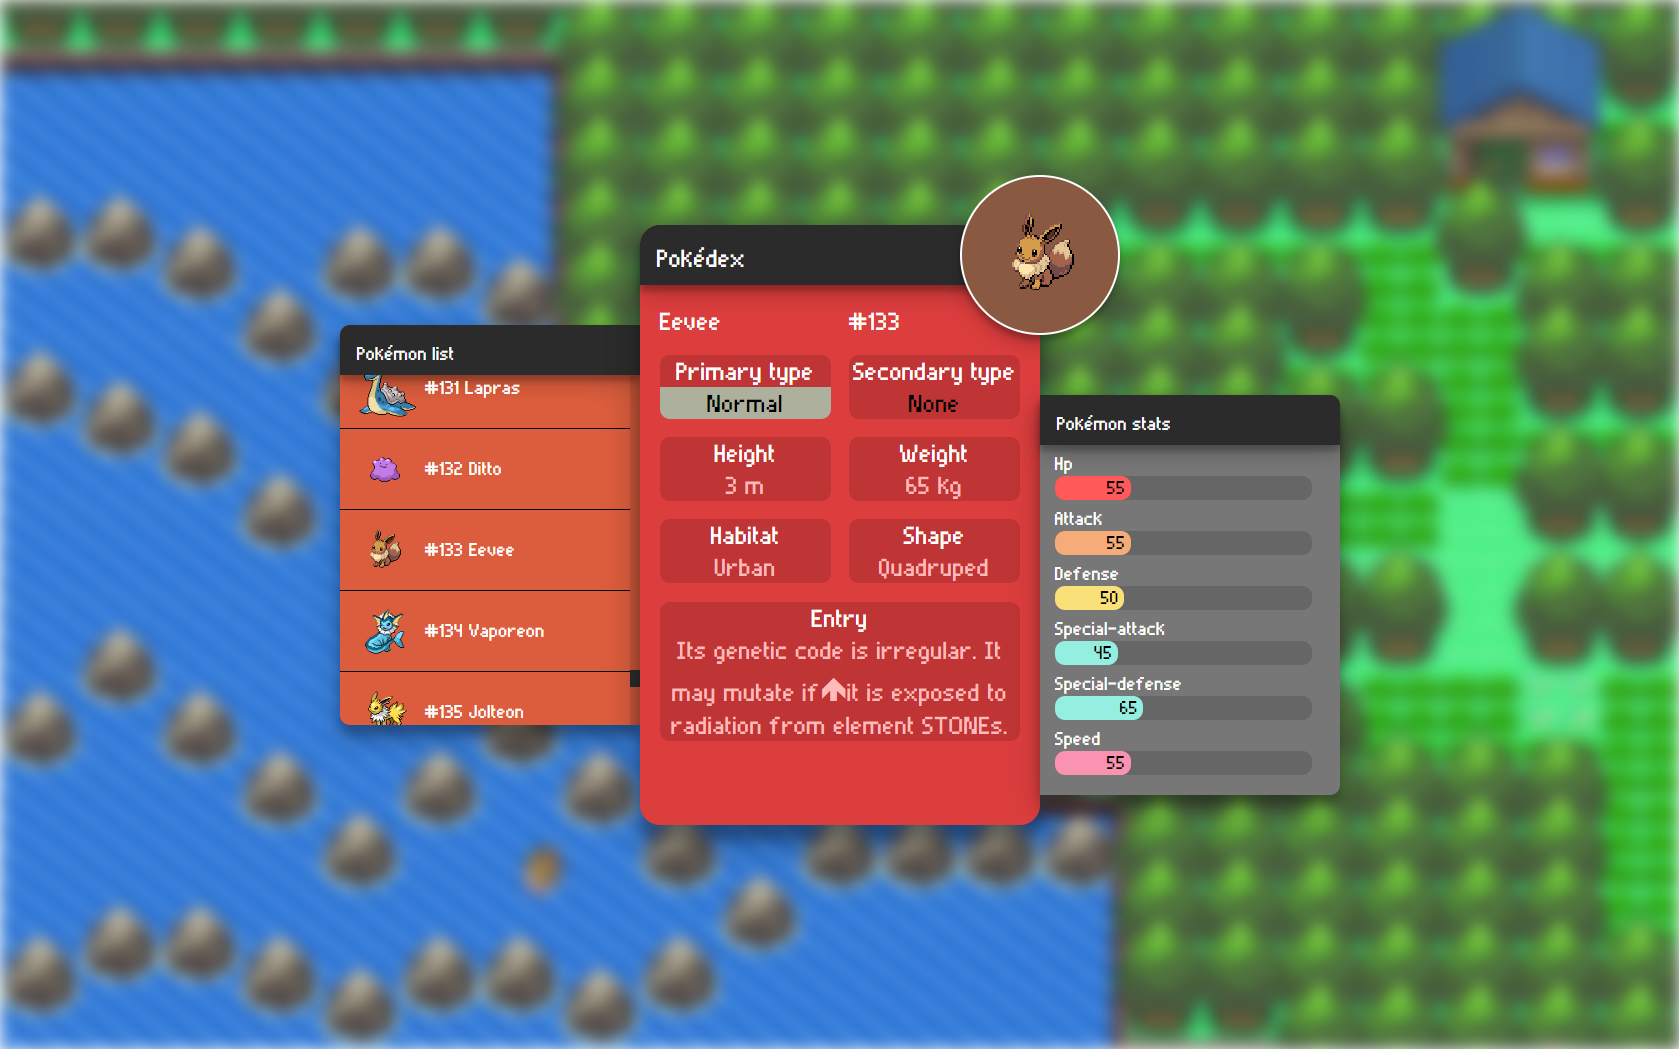 Pokédex
Eevee #133
Primary type Secondary type
Normal None
Height Weight
3 m 65 Kg
Habitat Shape
Urban Quadruped
Entry
Its genetic code is irregular. It
may mutate if it is exposed to
radiation from element STONEs.
Pokémon list
#131 Lapras
#132 Ditto
#133 Eevee
#134 Vaporeon
#135 Jolteon
Pokémon stats
Hp
55
Attack
55
Defense
50
Special-attack
45
Special-defense
65
Speed
55